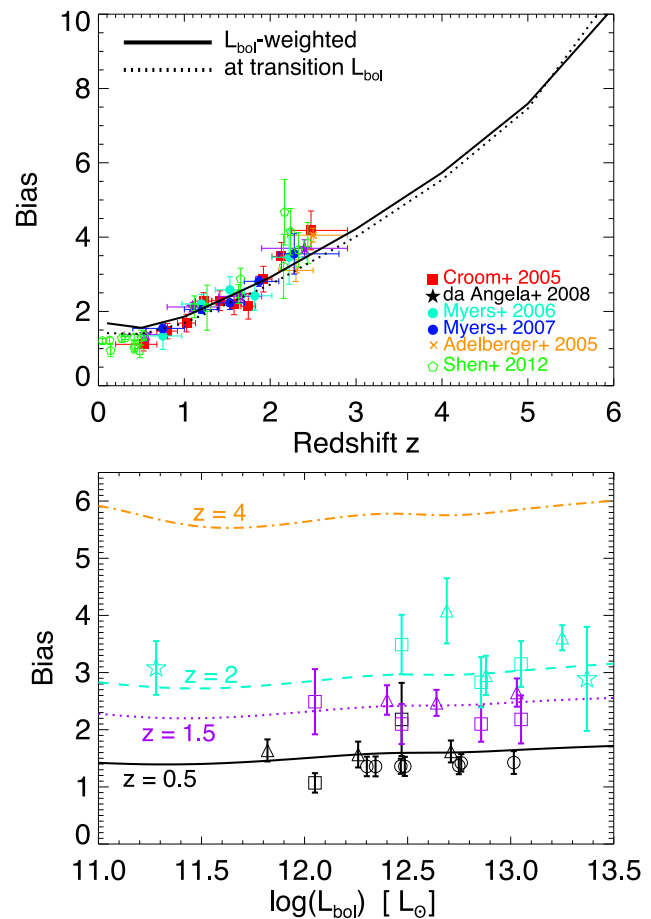 10
8
6
4
2
0
Bias
L_bol-weighted
at transition L_bol
Croom+ 2005
da Angela+ 2008
Myers+ 2006
Myers+ 2007
Adelberger+ 2005
Shen+ 2012
0 1 2 3 4 5 6
Redshift z
6
5
4
3
2
1
0
Bias
z = 4
z = 2
z = 1.5
z = 0.5
11.0 11.5 12.0 12.5 13.0 13.5
log(L_bol) [ L_⊙]